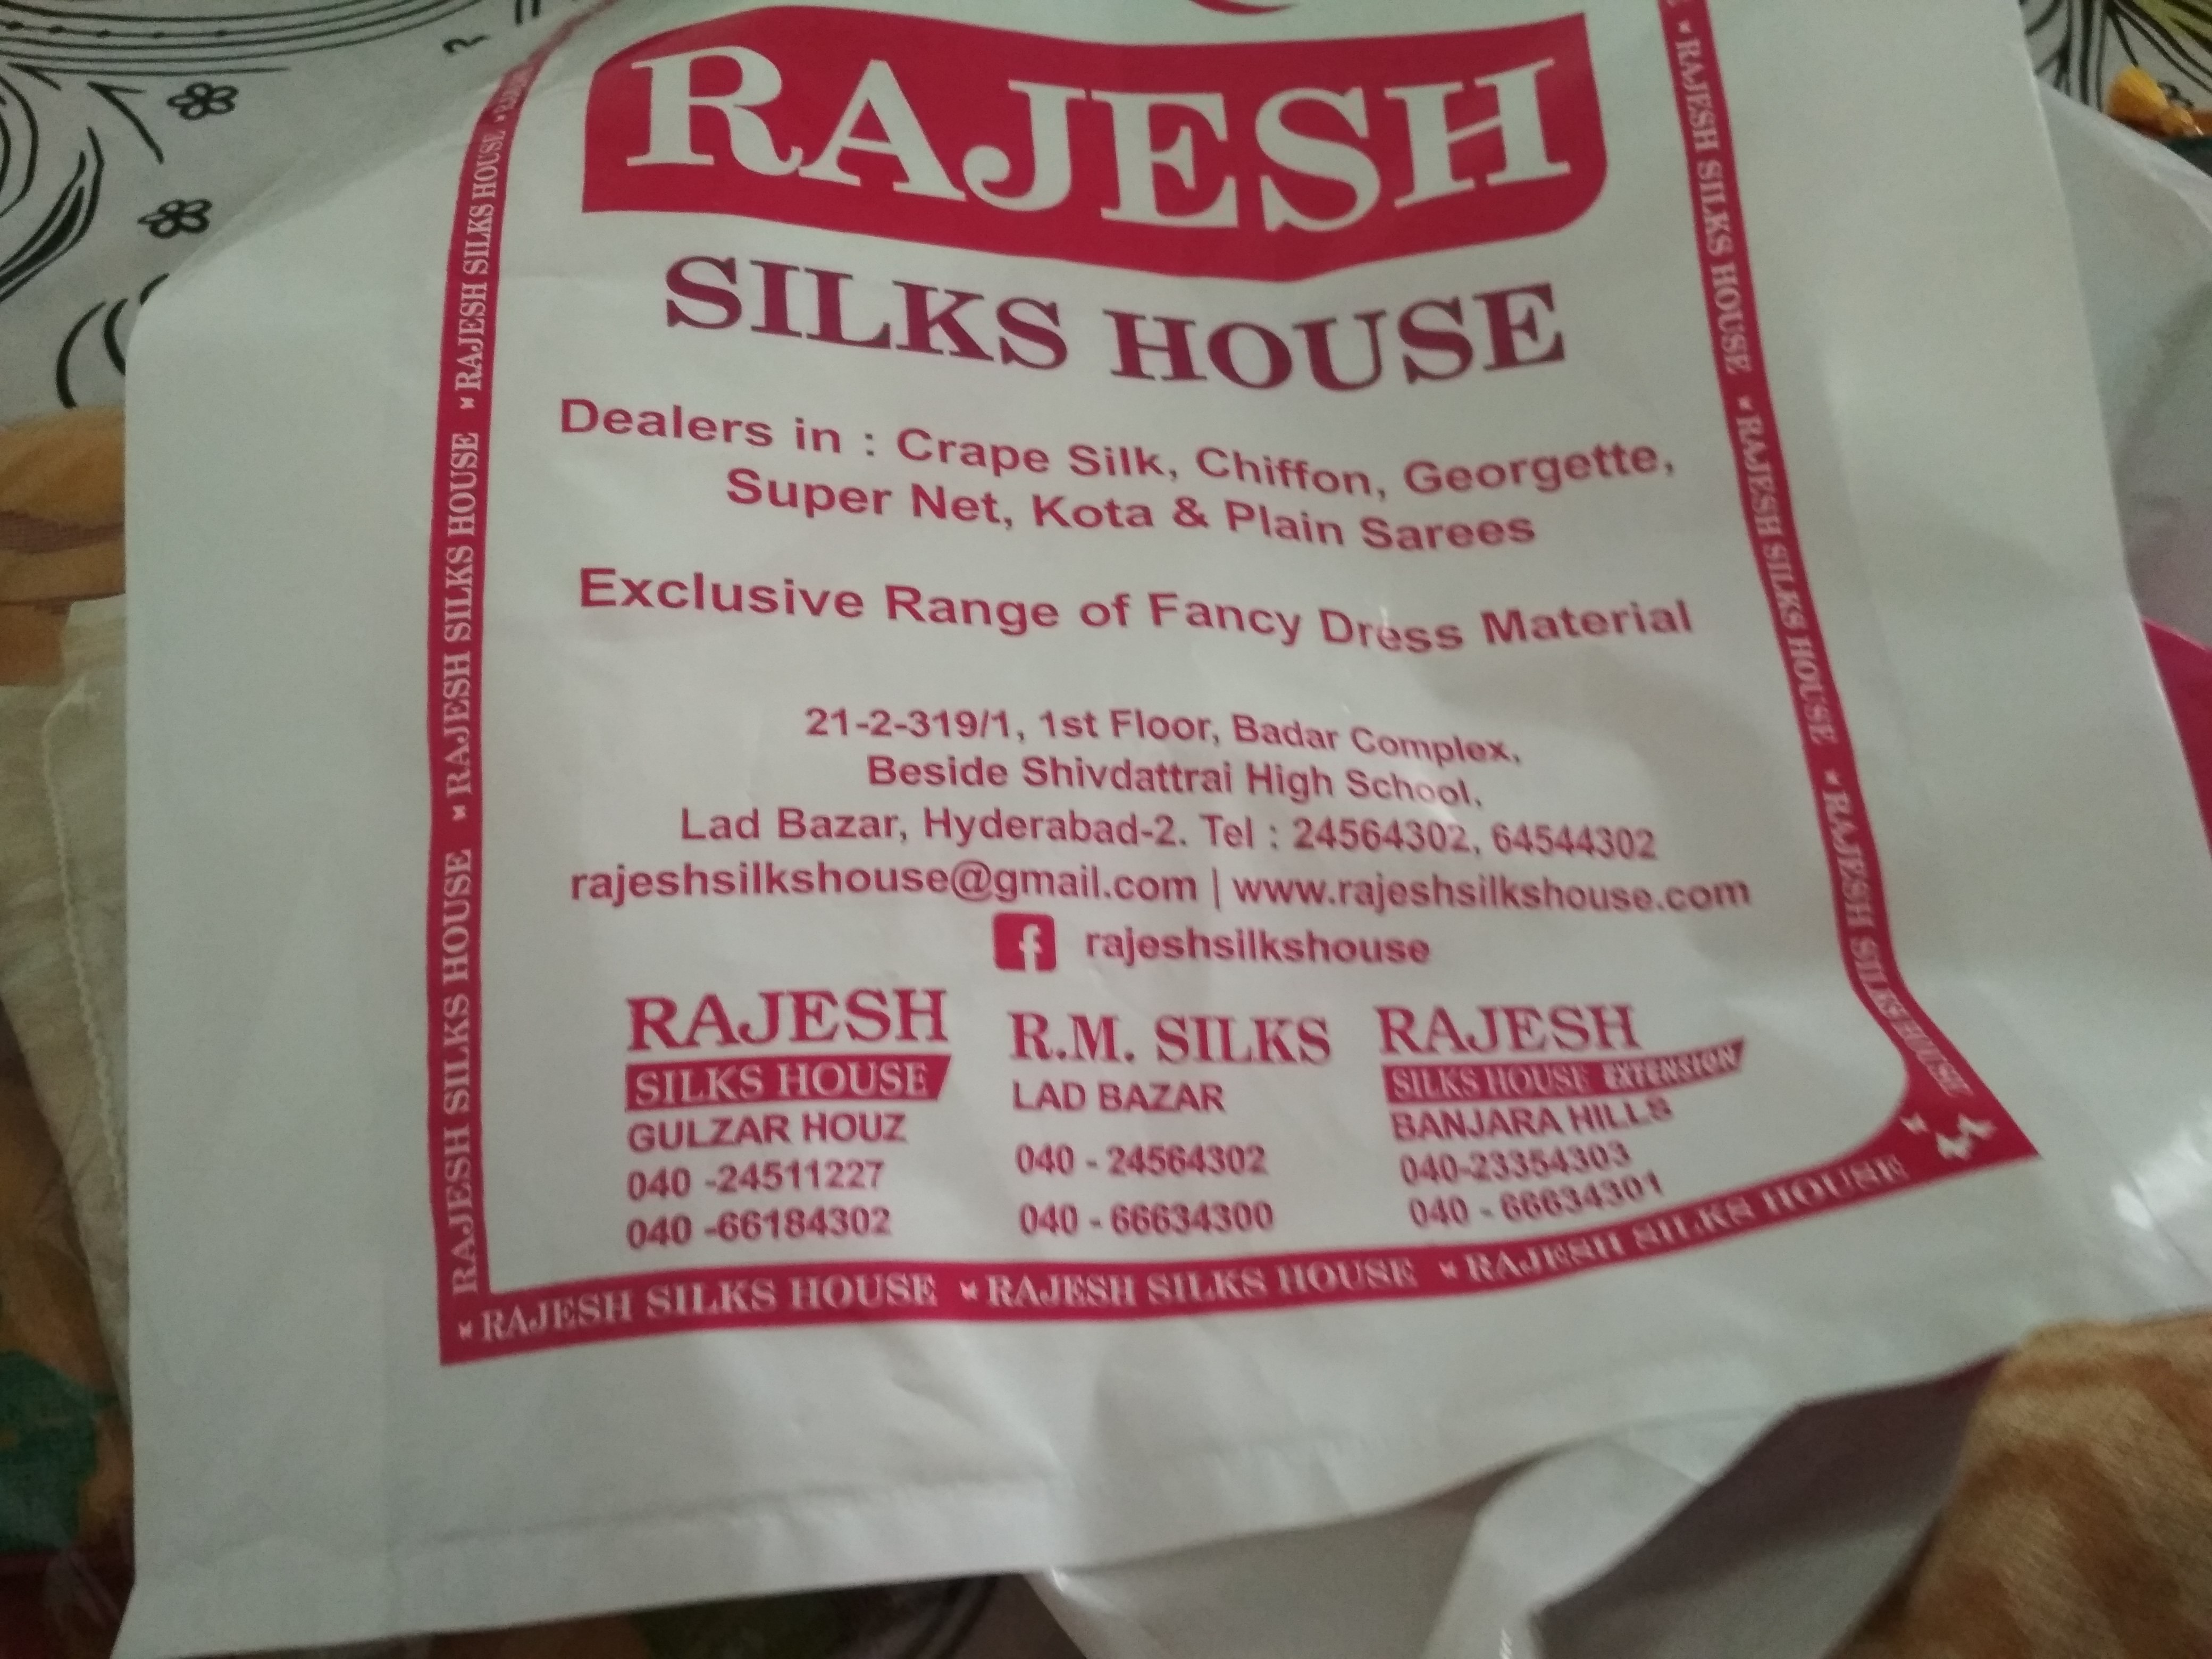 RAJESH
SILKS HOUSE
Dealers in : Crape Silk, Chiffon, Georgette,
Super Net, Kota & Plain Sarees
Exclusive Range of Fancy Dress Material
21-2-319/1, 1st Floor, Badar Complex,
Beside Shivdattrai High School,
Lad Bazar, Hyderabad-2. Tel : 24564302, 64544302
rajeshsilkshouse@gmail.com | www.rajeshsilkshouse.com
f rajeshsilkshouse
RAJESH
SILKS HOUSE
GULZAR HOUZ
040 -24511227
040 -66184302
R.M. SILKS
LAD BAZAR
040 - 24564302
040 - 66634300
RAJESH
SILKS HOUSE EXTENSION
BANJARA HILLS
040-23354303
040 - 66634301
RAJESH SILKS HOUSE RAJESH SILKS HOUSE RAJESH SILKS HOUSE
RAJESH SILKS HOUSE RAJESH SILKS HOUSE RAJESH SILKS HOUSE
RAJESH SILKS HOUSE RAJESH SILKS HOUSE RAJESH SILKS HOUSE